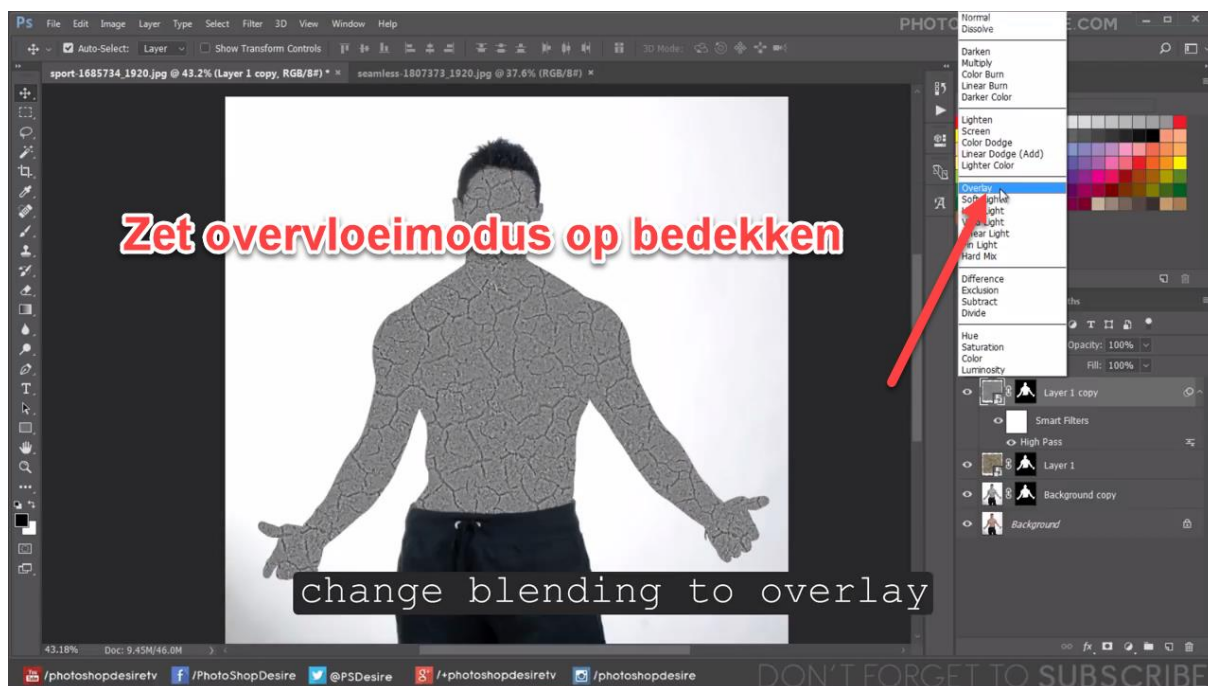 PS File Edit Image Layer Type Select Filter 3D View Window Help
Auto-Select: Layer Show Transform Controls 3D Mode:
sport-1685734_1920.jpg @ 43.2% (Layer 1 copy, RGB/8#) * × seamless-1807373_1920.jpg @ 37.6% (RGB/8#) ×
Normal
Dissolve
Darken
Multiply
Color Burn
Linear Burn
Darker Color
Lighten
Screen
Color Dodge
Linear Dodge (Add)
Lighter Color
Overlay
Light
Light
Light
Hard Mix
Difference
Exclusion
Subtract
Divide
Hue
Saturation
Color
Luminosity
Zet overvloeimodus op bedekken
Opacity: 100%
Fill: 100%
Layer 1 copy
Smart Filters
High Pass
Layer 1
Background copy
Background
change blending to overlay
43.18% Doc: 9.45M/46.0M
/photoshopdesiretv /PhotoShopDesire @PSDesire /+photoshopdesiretv /photoshopdesire
DON'T FORGET TO SUBSCRIBE